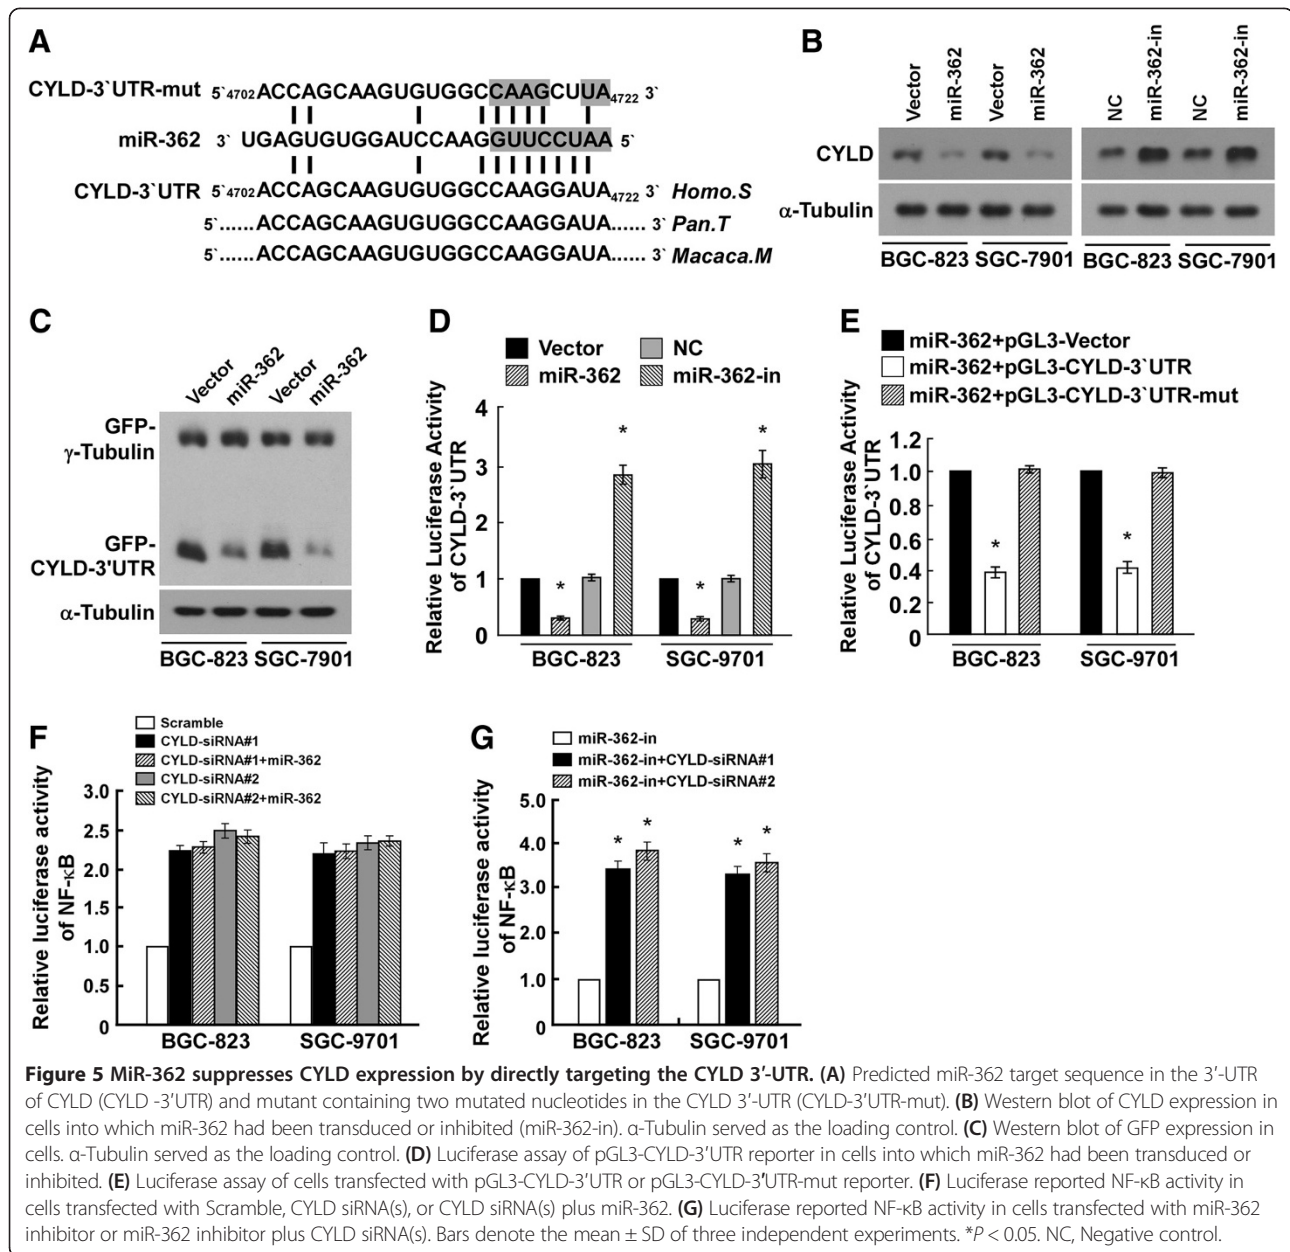 A
CYLD-3`UTR-mut 5`4702ACCAGCAAGUGUGGCCAAGCUUA4722 3`
miR-362 3` UGAGUGUGGAUCCAAGGUUCCUAA 5`
CYLD-3`UTR 5`4702ACCAGCAAGUGUGGCCAAGGAUA4722 3` Homo.S
5`......ACCAGCAAGUGUGGCCAAGGAUA...... 3` Pan.T
5`......ACCAGCAAGUGUGGCCAAGGAUA...... 3` Macaca.M
B
Vector miR-362 Vector miR-362 NC miR-362-in NC miR-362-in
CYLD
α-Tubulin
BGC-823 SGC-7901 BGC-823 SGC-7901
C
Vector miR-362 Vector miR-362
GFP-
γ-Tubulin
GFP-
CYLD-3'UTR
α-Tubulin
BGC-823 SGC-7901
D
Vector NC
miR-362 miR-362-in
Relative Luciferase Activity
of CYLD-3`UTR
4
3
2
1
0
* * * *
BGC-823 SGC-9701
E
miR-362+pGL3-Vector
miR-362+pGL3-CYLD-3`UTR
miR-362+pGL3-CYLD-3`UTR-mut
Relative Luciferase Activity
of CYLD-3`UTR
1.2
1.0
0.8
0.6
0.4
0.2
0
* *
BGC-823 SGC-9701
F
Scramble
CYLD-siRNA#1
CYLD-siRNA#1+miR-362
CYLD-siRNA#2
CYLD-siRNA#2+miR-362
Relative luciferase activity
of NF-κB
3.0
2.5
2.0
1.5
1.0
0.5
0
BGC-823 SGC-9701
G
miR-362-in
miR-362-in+CYLD-siRNA#1
miR-362-in+CYLD-siRNA#2
Relative luciferase activity
of NF-κB
5.0
4.0
3.0
2.0
1.0
0
* * * *
BGC-823 SGC-9701
Figure 5 MiR-362 suppresses CYLD expression by directly targeting the CYLD 3′-UTR. (A) Predicted miR-362 target sequence in the 3′-UTR
of CYLD (CYLD -3′UTR) and mutant containing two mutated nucleotides in the CYLD 3′-UTR (CYLD-3′UTR-mut). (B) Western blot of CYLD expression in
cells into which miR-362 had been transduced or inhibited (miR-362-in). α-Tubulin served as the loading control. (C) Western blot of GFP expression in
cells. α-Tubulin served as the loading control. (D) Luciferase assay of pGL3-CYLD-3′UTR reporter in cells into which miR-362 had been transduced or
inhibited. (E) Luciferase assay of cells transfected with pGL3-CYLD-3′UTR or pGL3-CYLD-3′UTR-mut reporter. (F) Luciferase reported NF-κB activity in
cells transfected with Scramble, CYLD siRNA(s), or CYLD siRNA(s) plus miR-362. (G) Luciferase reported NF-κB activity in cells transfected with miR-362
inhibitor or miR-362 inhibitor plus CYLD siRNA(s). Bars denote the mean ± SD of three independent experiments. *P < 0.05. NC, Negative control.